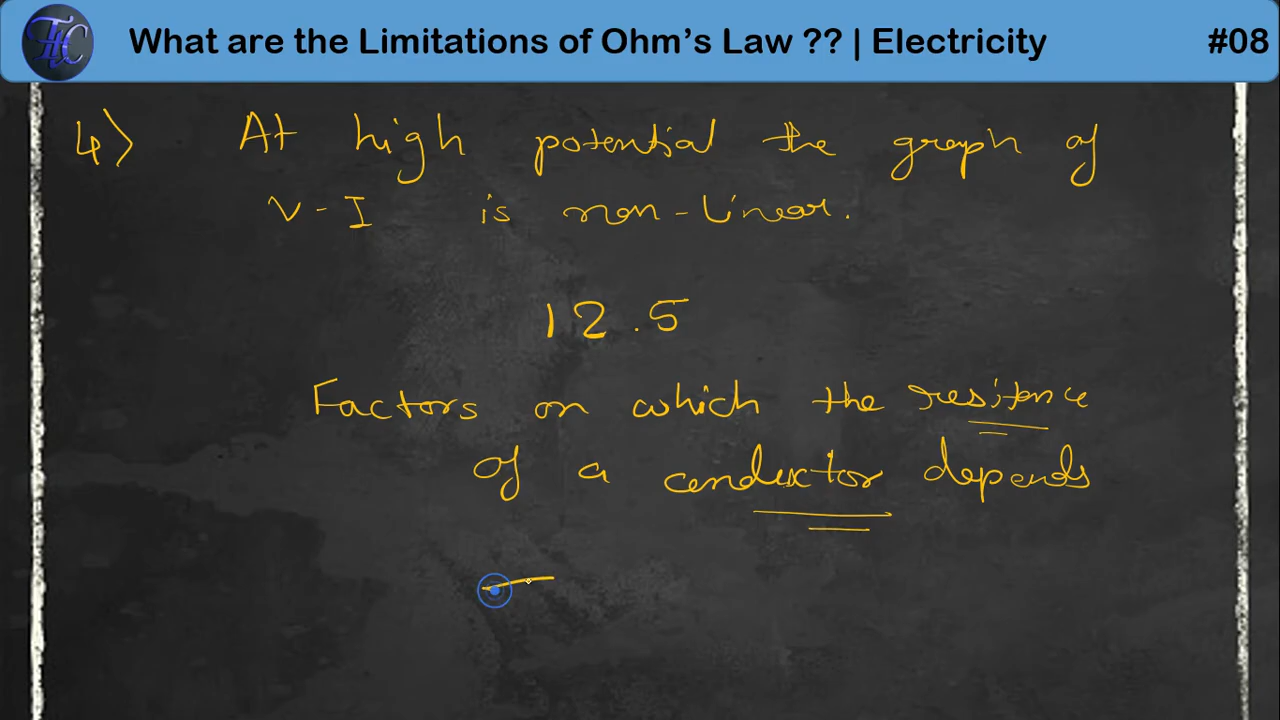 What are the Limitations of Ohm's Law ?? | Electricity #08
4) At high potential the graph of
V-I is non-Linear.
12.5
Factors on which the resitence
of a conductor depends